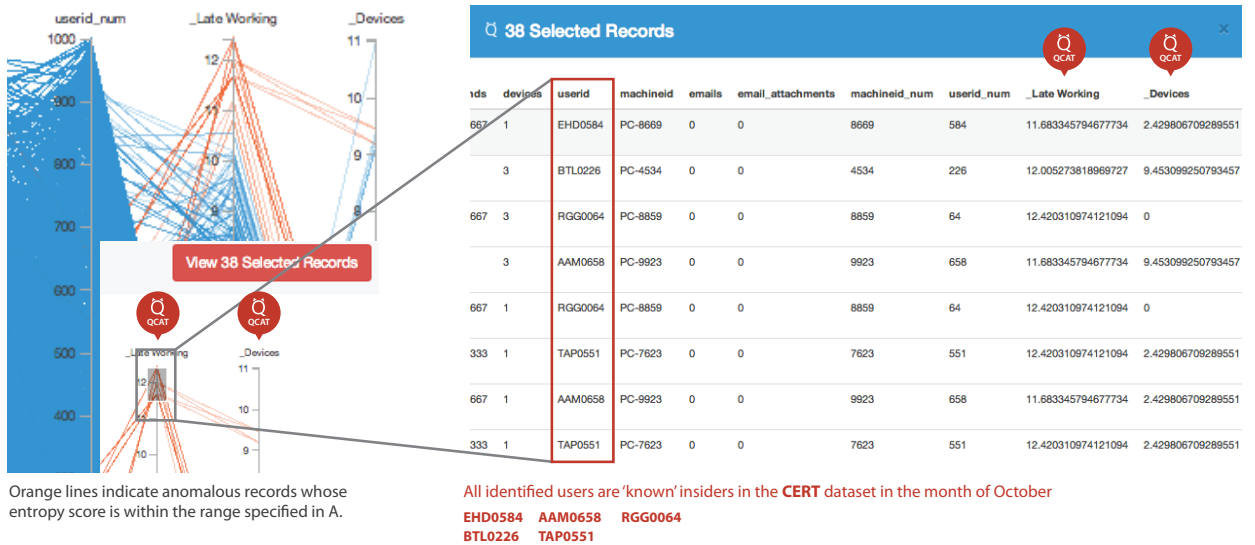 userid_num _Late Working _Devices
1000
900
800
700
600
500
400
12
11
10
9
11
10
9
8
View 38 Selected Records
QCAT QCAT
_Late Working _Devices
12
11
10
11
10
9
38 Selected Records ×
QCAT QCAT
nds devices userid machineid emails email_attachments machineid_num userid_num _Late Working _Devices
667 1 EHD0584 PC-8669 0 0 8669 584 11.683345794677734 2.429806709289551
3 BTL0226 PC-4534 0 0 4534 226 12.005273818969727 9.453099250793457
667 3 RGG0064 PC-8859 0 0 8859 64 12.420310974121094 0
3 AAM0658 PC-9923 0 0 9923 658 11.683345794677734 9.453099250793457
667 1 RGG0064 PC-8859 0 0 8859 64 12.420310974121094 0
333 1 TAP0551 PC-7623 0 0 7623 551 12.420310974121094 2.429806709289551
667 1 AAM0658 PC-9923 0 0 9923 658 11.683345794677734 2.429806709289551
333 1 TAP0551 PC-7623 0 0 7623 551 12.420310974121094 2.429806709289551
Orange lines indicate anomalous records whose
entropy score is within the range specified in A.
All identified users are ‘known’ insiders in the CERT dataset in the month of October
EHD0584 AAM0658 RGG0064
BTL0226 TAP0551